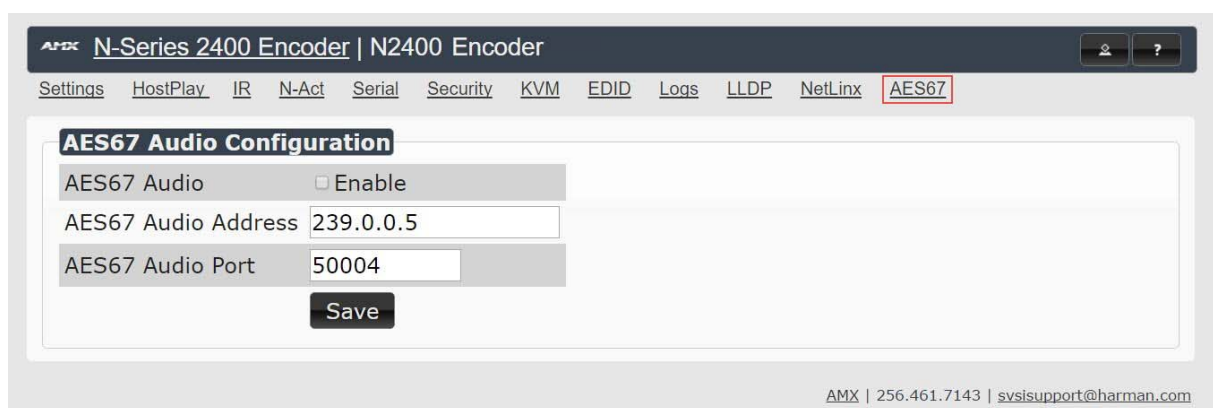 AMX N-Series 2400 Encoder | N2400 Encoder ?
Settings HostPlay IR N-Act Serial Security KVM EDID Logs LLDP NetLinx AES67
AES67 Audio Configuration
AES67 Audio Enable
AES67 Audio Address 239.0.0.5
AES67 Audio Port 50004
Save
AMX | 256.461.7143 | svsisupport@harman.com